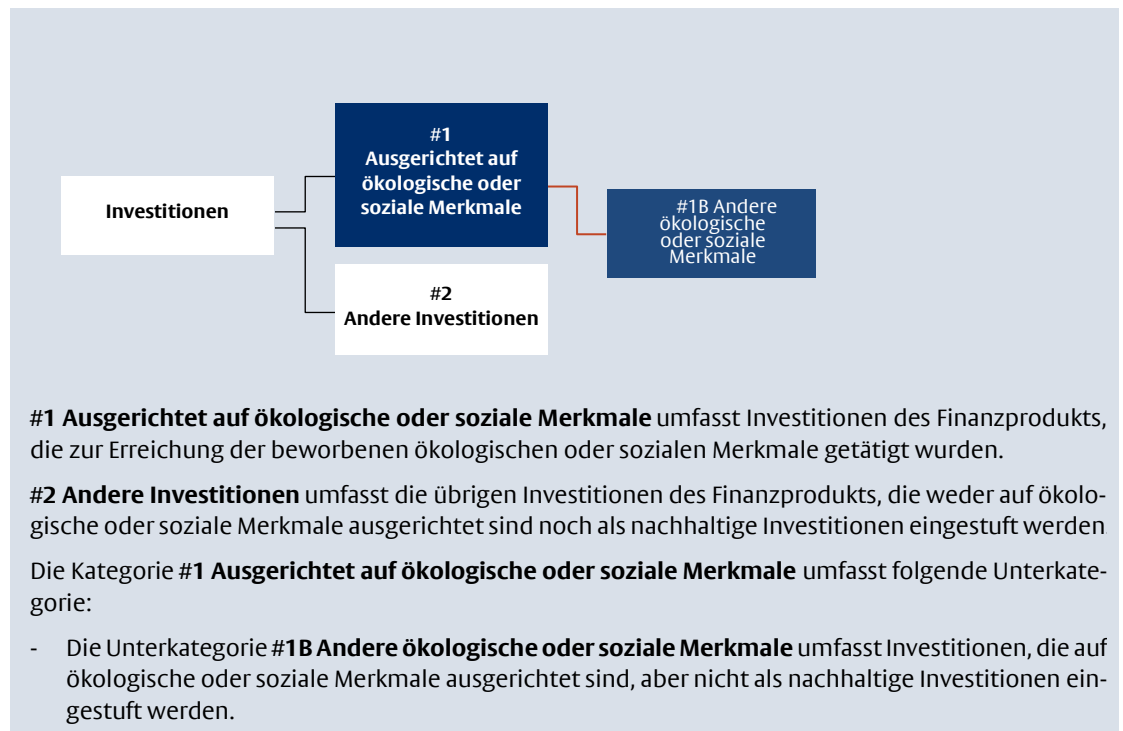 #1
Ausgerichtet auf
ökologische oder
soziale Merkmale
Investitionen
#1B Andere
ökologische
oder soziale
Merkmale
#2
Andere Investitionen
#1 Ausgerichtet auf ökologische oder soziale Merkmale umfasst Investitionen des Finanzprodukts,
die zur Erreichung der beworbenen ökologischen oder sozialen Merkmale getätigt wurden.
#2 Andere Investitionen umfasst die übrigen Investitionen des Finanzprodukts, die weder auf ökolo-
gische oder soziale Merkmale ausgerichtet sind noch als nachhaltige Investitionen eingestuft werden.
Die Kategorie #1 Ausgerichtet auf ökologische oder soziale Merkmale umfasst folgende Unterkate-
gorie:
- Die Unterkategorie #1B Andere ökologische oder soziale Merkmale umfasst Investitionen, die auf
ökologische oder soziale Merkmale ausgerichtet sind, aber nicht als nachhaltige Investitionen ein-
gestuft werden.